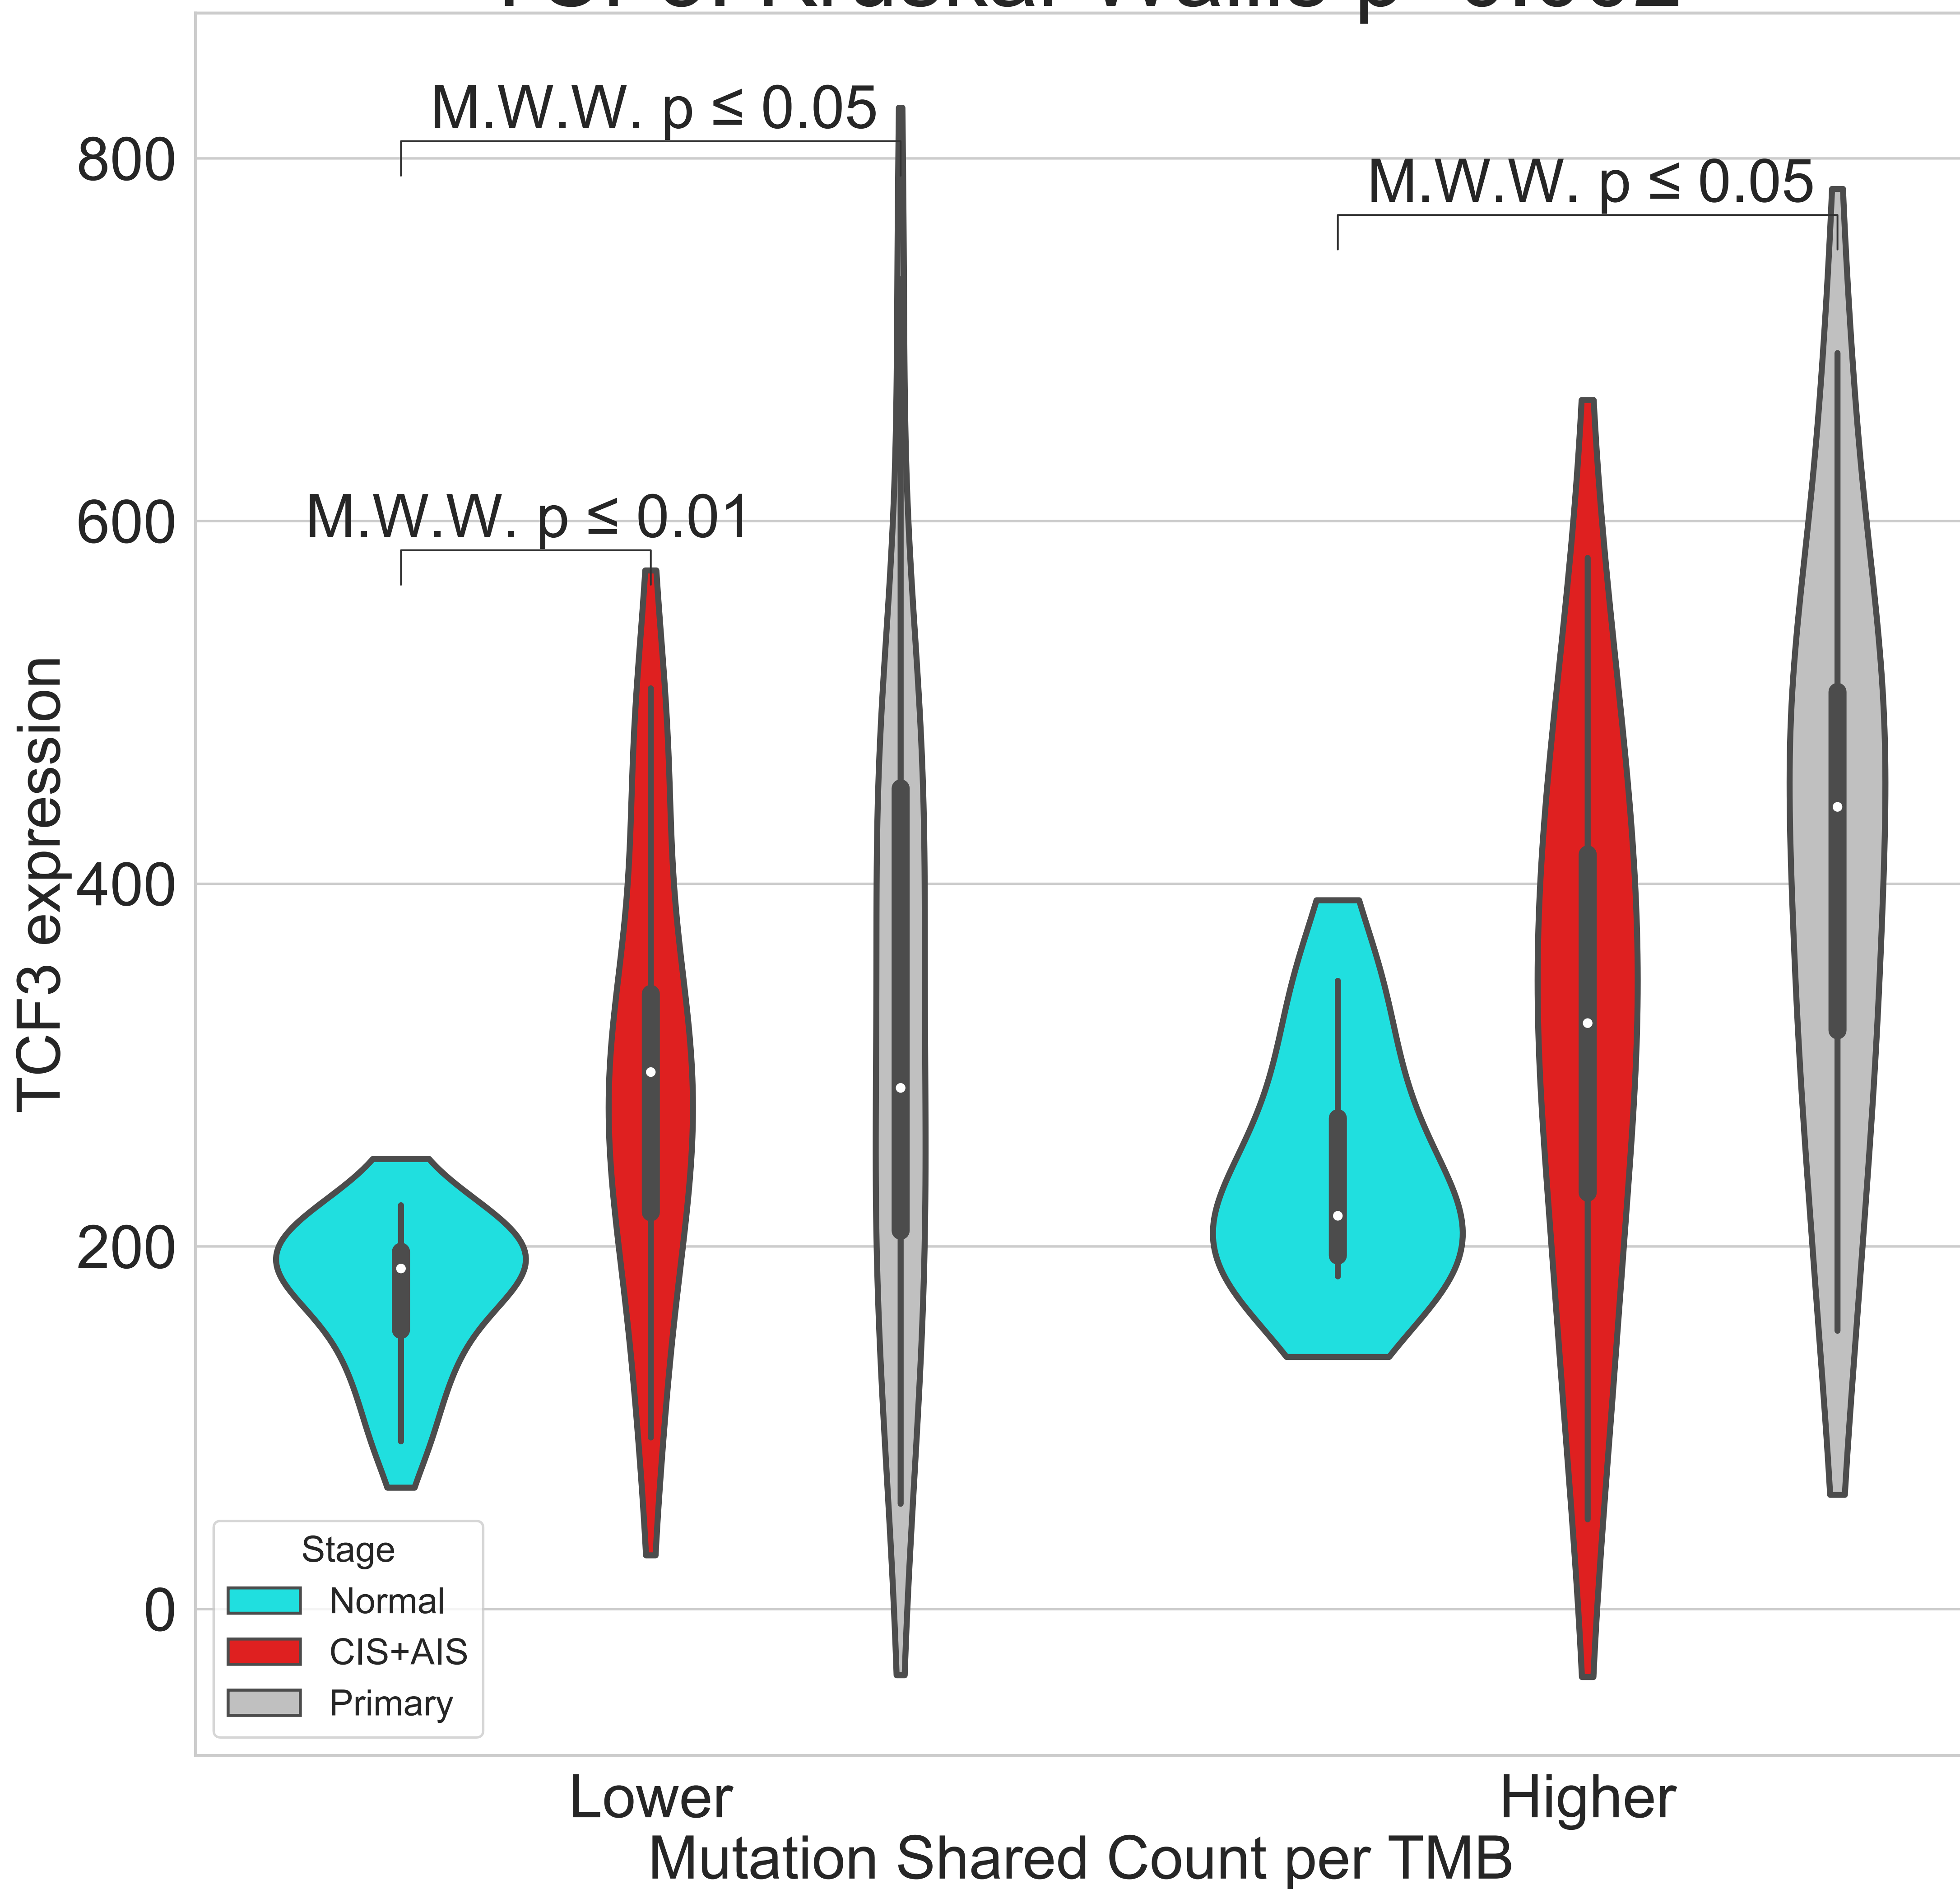 M.W.W. p ≤ 0.05
800
M.W.W. p ≤ 0.05
M.W.W. p ≤ 0.01
600
TCF3 expression
400
200
0
Stage
Normal
CIS+AIS
Primary
Lower
Higher
Mutation Shared Count per TMB